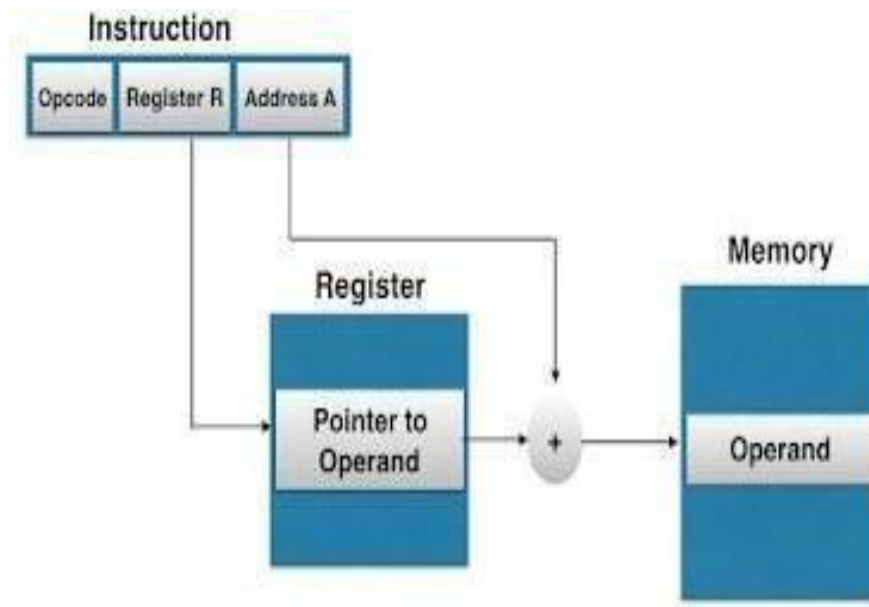 Instruction
Opcode Register R Address A
Memory
Register
Pointer to
Operand
+
Operand